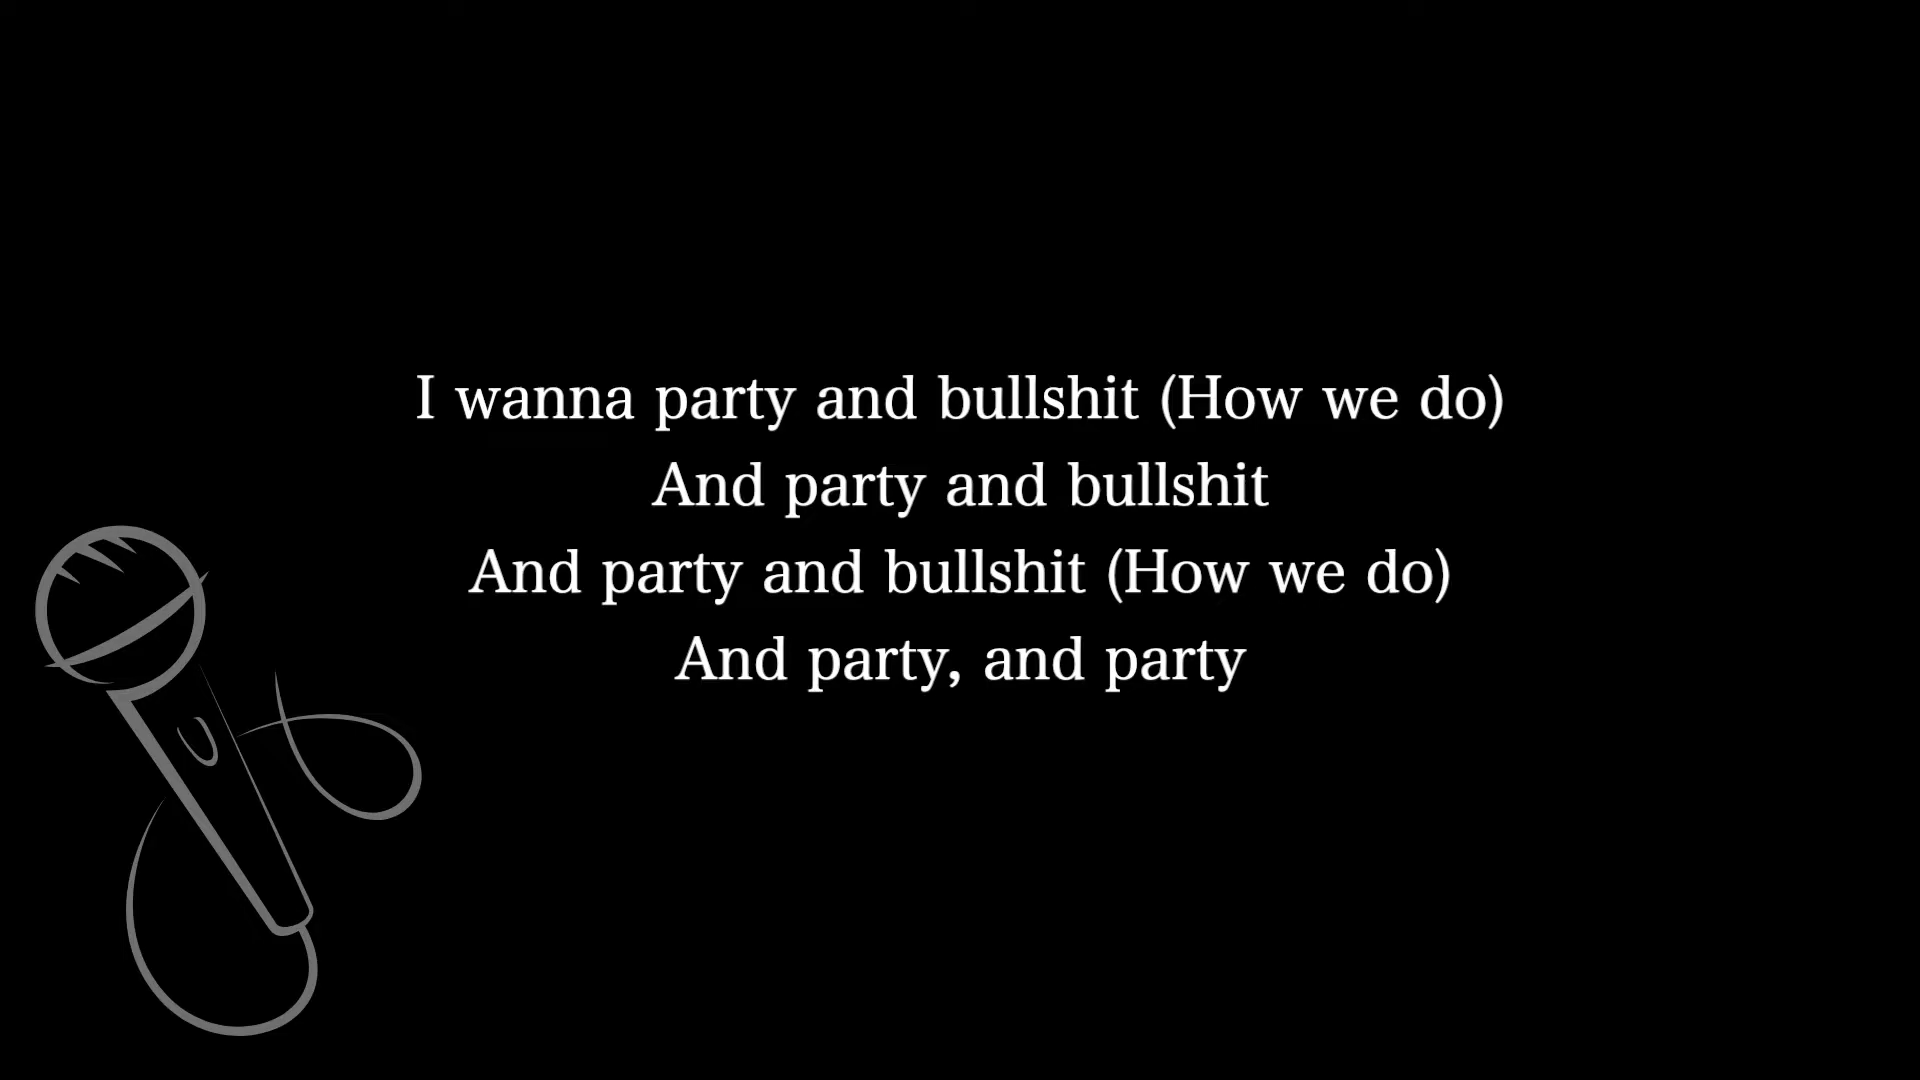 I wanna party and bullshit (How we do)
And party and bullshit
And party and bullshit (How we do)
And party, and party